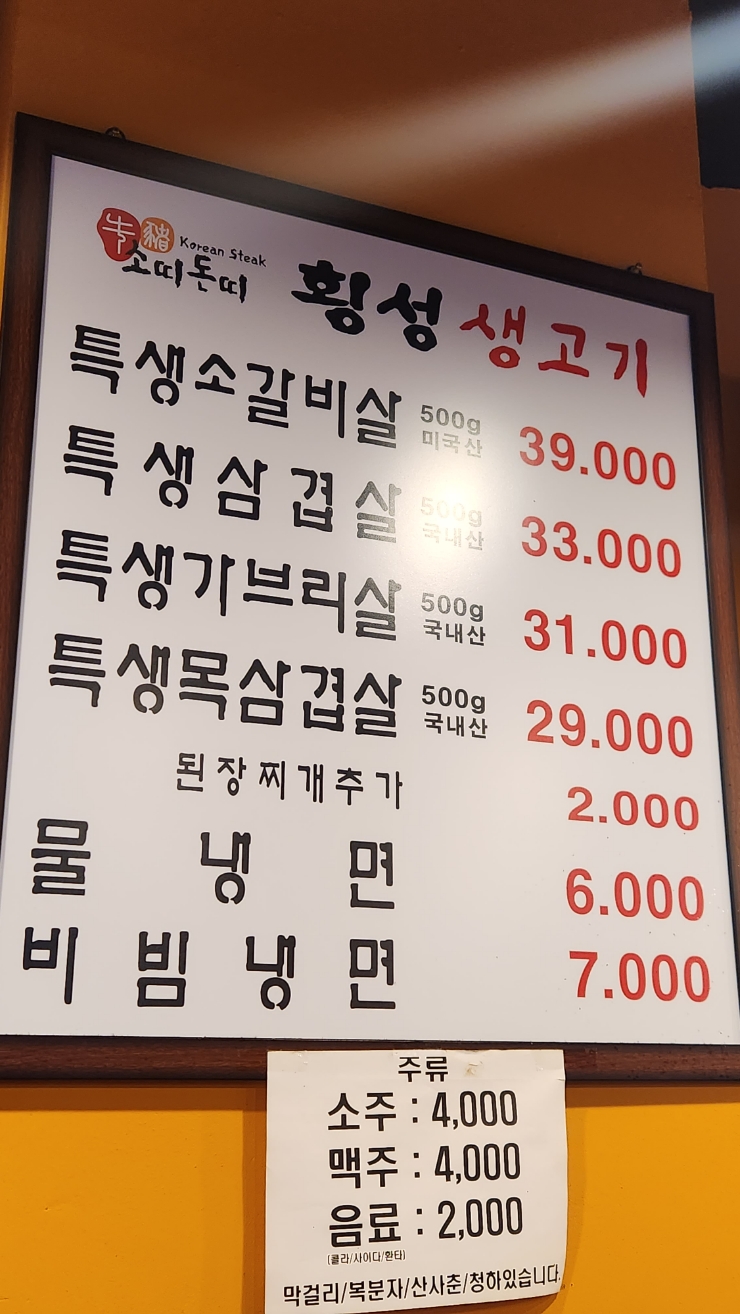 牛 豬 Korean Steak
소띠돈띠
횡성 생고기
특생소갈비살 500g 미국산 39.000
특생삼겹살 500g 국내산 33.000
특생가브리살 500g 국내산 31.000
특생목삼겹살 500g 국내산 29.000
된장찌개추가 2.000
물냉면 6.000
비빔냉면 7.000
주류
소주 : 4,000
맥주 : 4,000
음료 : 2,000
(콜라/사이다/환타)
막걸리/복분자/산사춘/청하있습니다.